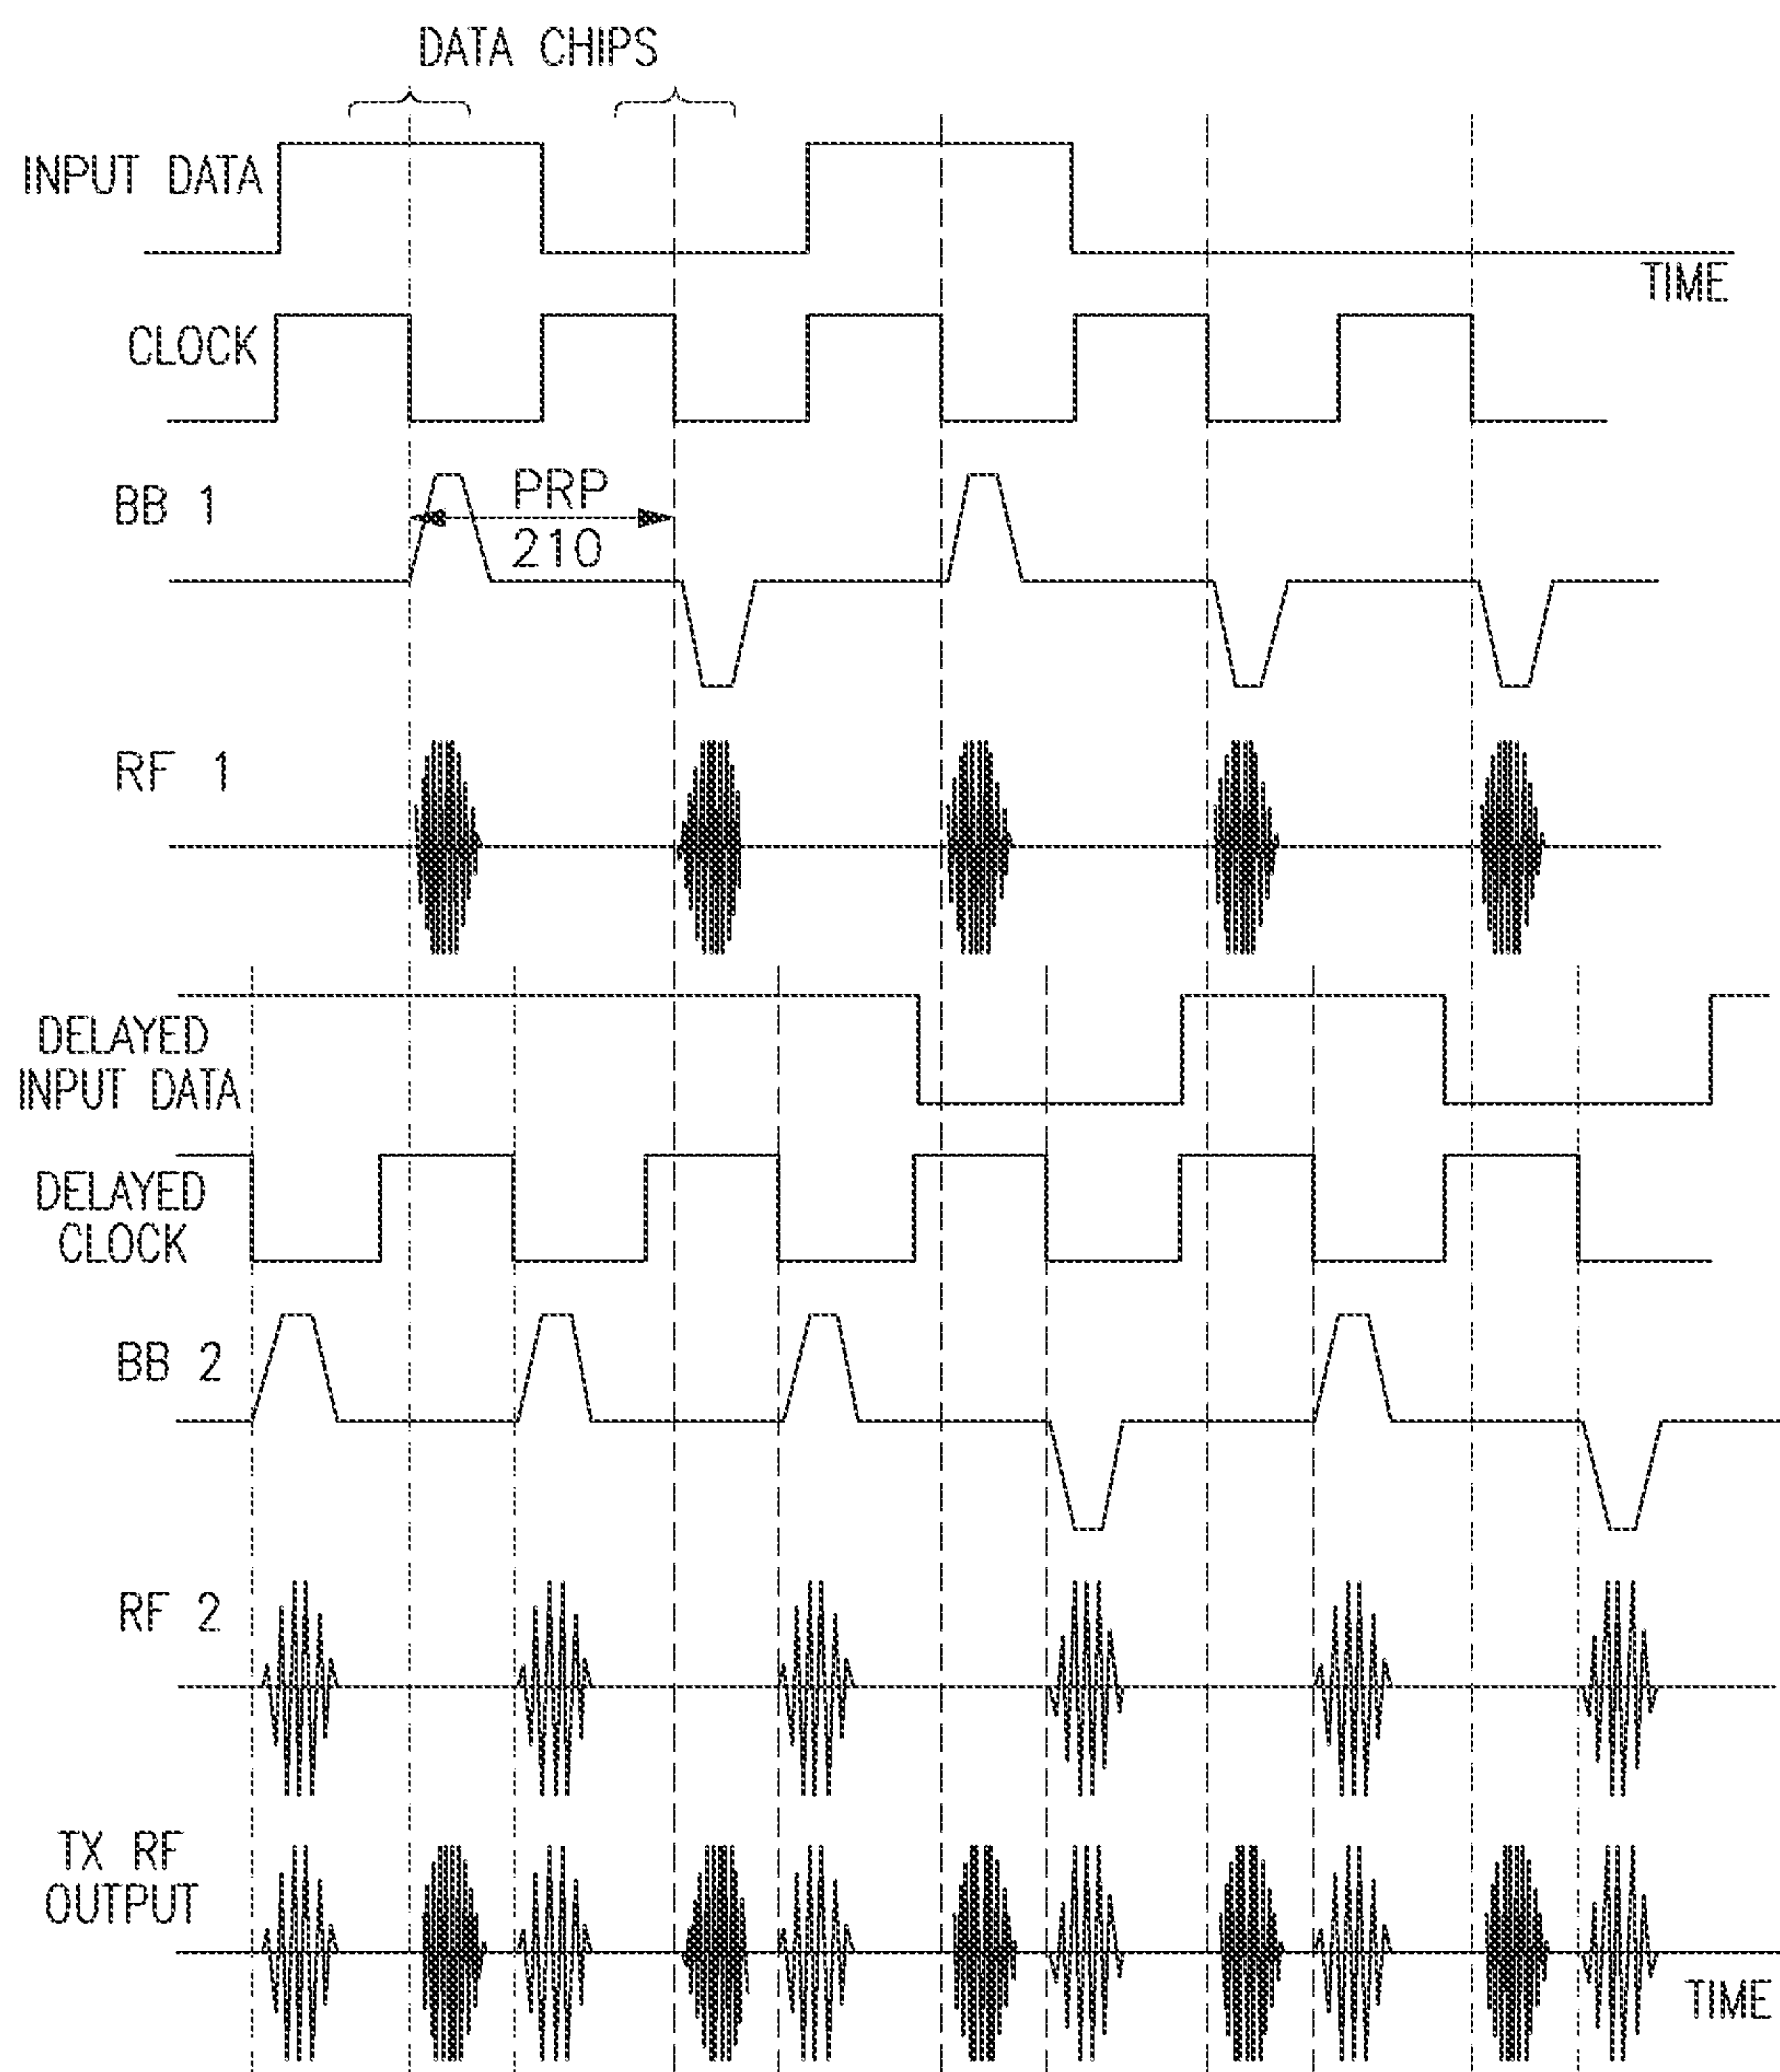 DATA CHIPS
INPUT DATA
TIME
CLOCK
BB 1
PRP
210
RF 1
DELAYED
INPUT DATA
DELAYED
CLOCK
BB 2
RF 2
TX RF
OUTPUT
TIME